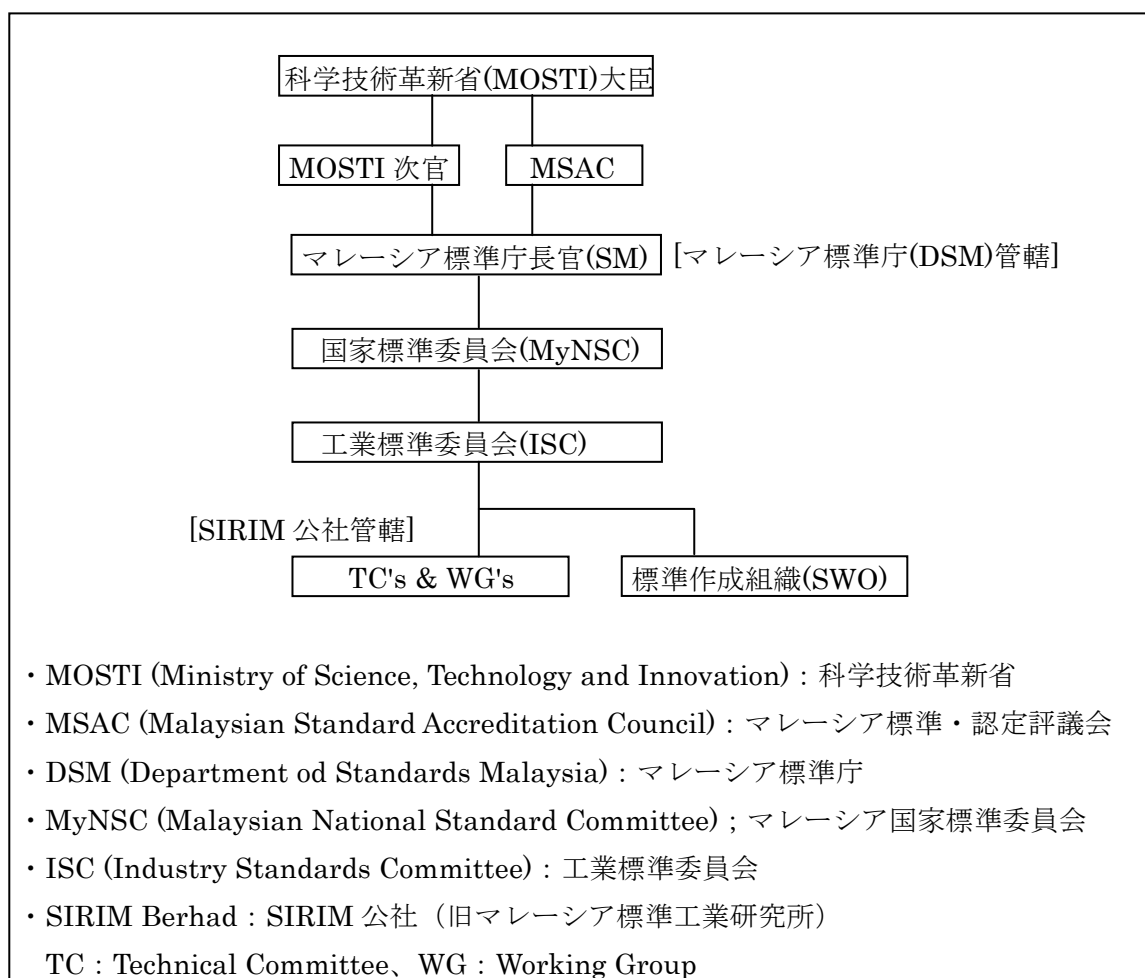 科学技術革新省(MOSTI)大臣
MOSTI 次官
MSAC
マレーシア標準庁長官(SM)
[マレーシア標準庁(DSM)管轄]
国家標準委員会(MyNSC)
工業標準委員会(ISC)
[SIRIM 公社管轄]
TC's & WG's
標準作成組織(SWO)
・MOSTI (Ministry of Science, Technology and Innovation)：科学技術革新省
・MSAC (Malaysian Standard Accreditation Council)：マレーシア標準・認定評議会
・DSM (Department od Standards Malaysia)：マレーシア標準庁
・MyNSC (Malaysian National Standard Committee)；マレーシア国家標準委員会
・ISC (Industry Standards Committee)：工業標準委員会
・SIRIM Berhad：SIRIM 公社（旧マレーシア標準工業研究所）
TC：Technical Committee、WG：Working Group